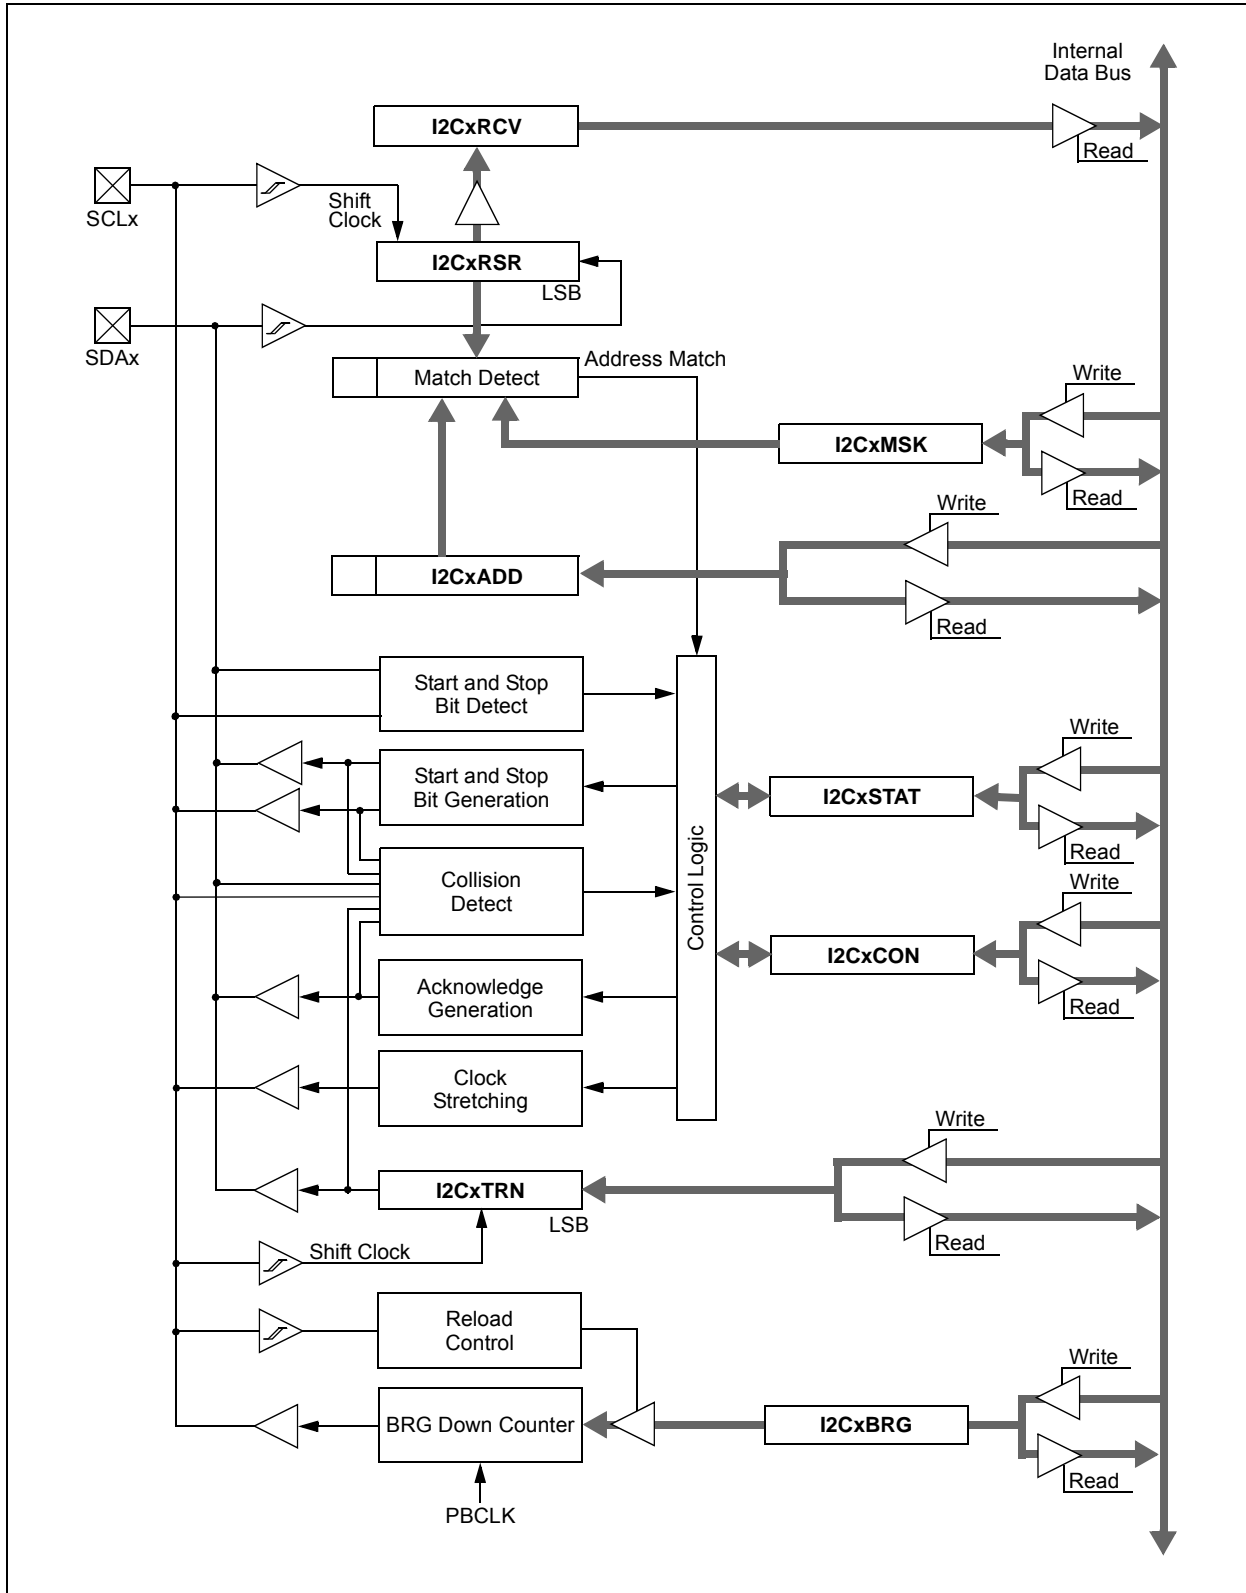 Internal
Data Bus
I2CxRCV
Read
SCLx
Shift
Clock
I2CxRSR
LSB
SDAx
Match Detect
Address Match
Write
I2CxMSK
Read
Write
I2CxADD
Read
Start and Stop
Bit Detect
Write
Start and Stop
Bit Generation
I2CxSTAT
Read
Control Logic
Collision
Detect
Write
I2CxCON
Read
Acknowledge
Generation
Clock
Stretching
Write
I2CxTRN
LSB
Read
Shift Clock
Reload
Control
Write
BRG Down Counter
I2CxBRG
Read
PBCLK